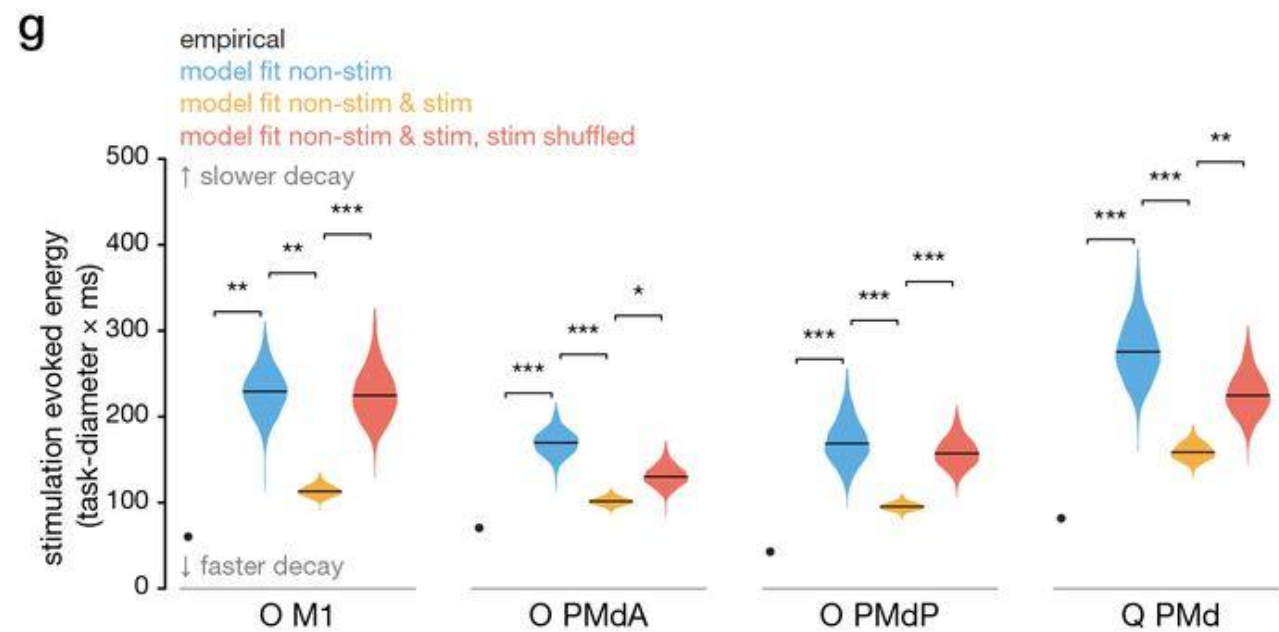 g
empirical
model fit non-stim
model fit non-stim & stim
model fit non-stim & stim, stim shuffled
↑ slower decay
500
400
300
200
100
0
stimulation evoked energy
(task-diameter × ms)
** ** ***
*** *** *
*** *** ***
*** *** **
↓ faster decay
O M1 O PMdA O PMdP Q PMd